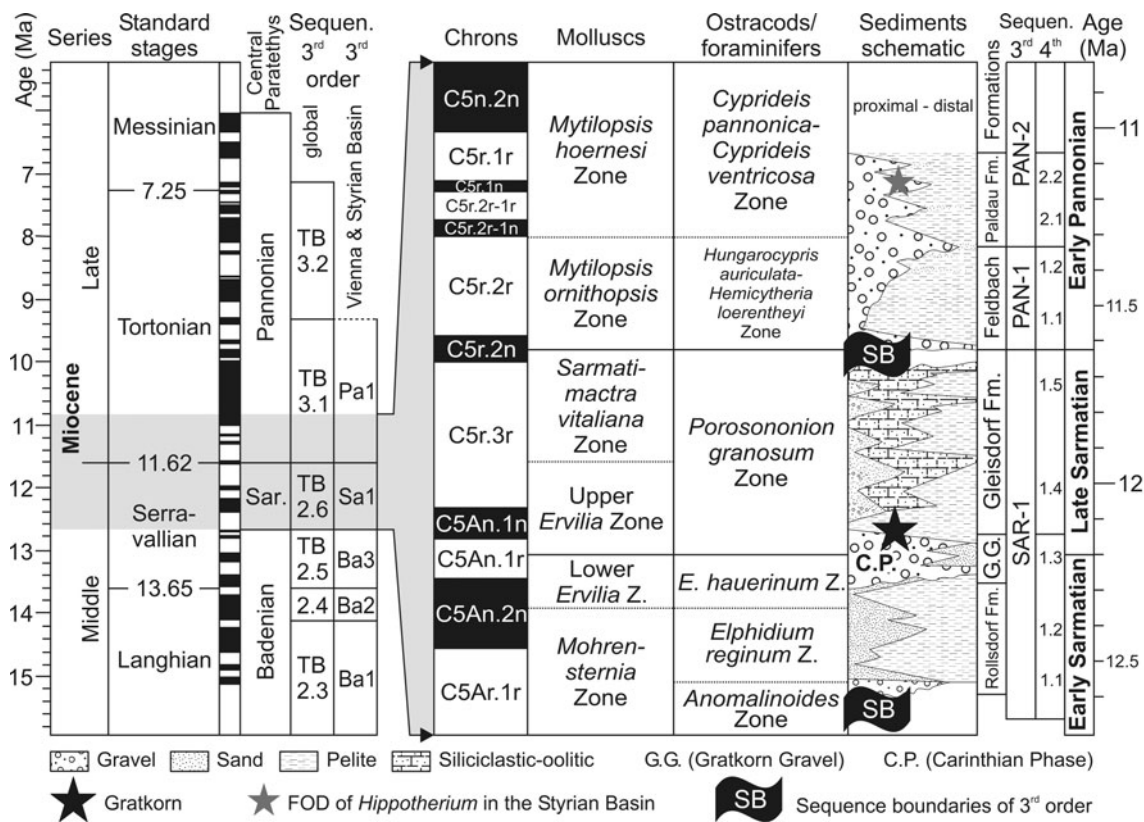 Age (Ma)
Series
Standard
stages
Central
Paratethys
Sequen.
3rd 3rd
order
global
Vienna & Styrian Basin
7
8
9
10
11
12
13
14
15
Miocene
Late
Middle
Messinian
7.25
Tortonian
11.62
Serra-
vallian
13.65
Langhian
Pannonian
Sar.
Badenian
TB
3.2
TB
3.1
TB
2.6
TB
2.5
2.4
TB
2.3
Pa1
Sa1
Ba3
Ba2
Ba1
Chrons
C5n.2n
C5r.1r
C5r.1n
C5r.2r-1r
C5r.2r-1n
C5r.2r
C5r.2n
C5r.3r
C5An.1n
C5An.1r
C5An.2n
C5Ar.1r
Molluscs
Mytilopsis
hoernesi
Zone
Mytilopsis
ornithopsis
Zone
Sarmati-
mactra
vitaliana
Zone
Upper
Ervilia Zone
Lower
Ervilia Z.
Mohren-
sternia
Zone
Ostracods/
foraminifers
Cyprideis
pannonica-
Cyprideis
ventricosa
Zone
Hungarocypris
auriculata-
Hemicytheria
loerentheyi
Zone
Porosononion
granosum
Zone
E. hauerinum Z.
Elphidium
reginum Z.
Anomalinoides
Zone
Sediments
schematic
proximal - distal
SB
C.P.
SB
Formations
Paldau Fm.
Feldbach
Gleisdorf Fm.
G.G.
Rollsdorf Fm.
Sequen.
3rd 4th
PAN-2
PAN-1
SAR-1
2.2
2.1
1.2
1.1
1.5
1.4
1.3
1.2
1.1
Early Pannonian
Late Sarmatian
Early Sarmatian
Age
(Ma)
11
11.5
12
12.5
Gravel
Sand
Pelite
Siliciclastic-oolitic
G.G. (Gratkorn Gravel)
C.P. (Carinthian Phase)
Gratkorn
FOD of Hippotherium in the Styrian Basin
SB
Sequence boundaries of 3rd order